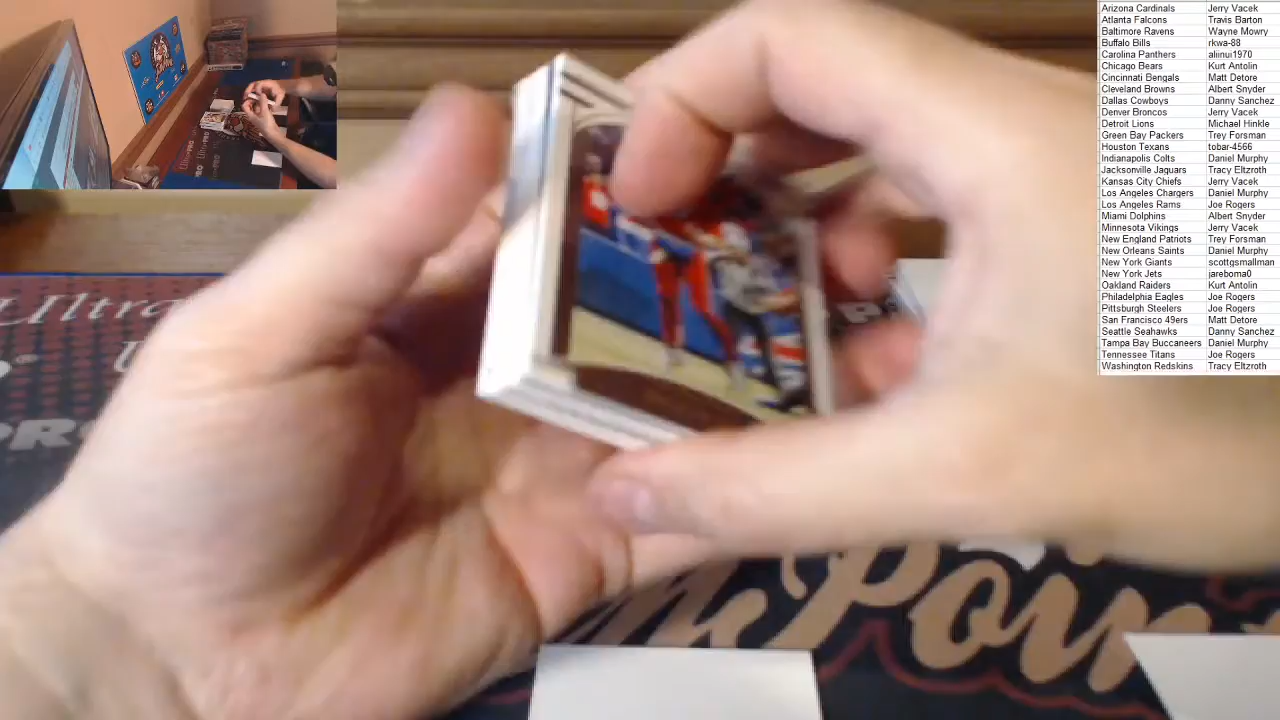 Arizona Cardinals Jerry Vacek
Atlanta Falcons Travis Barton
Baltimore Ravens Wayne Mowry
Buffalo Bills rkwa-88
Carolina Panthers aliinui1970
Chicago Bears Kurt Antolin
Cincinnati Bengals Matt Detore
Cleveland Browns Albert Snyder
Dallas Cowboys Danny Sanchez
Denver Broncos Jerry Vacek
Detroit Lions Michael Hinkle
Green Bay Packers Trey Forsman
Houston Texans tobar-4566
Indianapolis Colts Daniel Murphy
Jacksonville Jaguars Tracy Eltzroth
Kansas City Chiefs Jerry Vacek
Los Angeles Chargers Daniel Murphy
Los Angeles Rams Joe Rogers
Miami Dolphins Albert Snyder
Minnesota Vikings Jerry Vacek
New England Patriots Trey Forsman
New Orleans Saints Daniel Murphy
New York Giants scottgsmallman
New York Jets jareboma0
Oakland Raiders Kurt Antolin
Philadelphia Eagles Joe Rogers
Pittsburgh Steelers Joe Rogers
San Francisco 49ers Matt Detore
Seattle Seahawks Danny Sanchez
Tampa Bay Buccaneers Daniel Murphy
Tennessee Titans Joe Rogers
Washington Redskins Tracy Eltzroth
Ultra